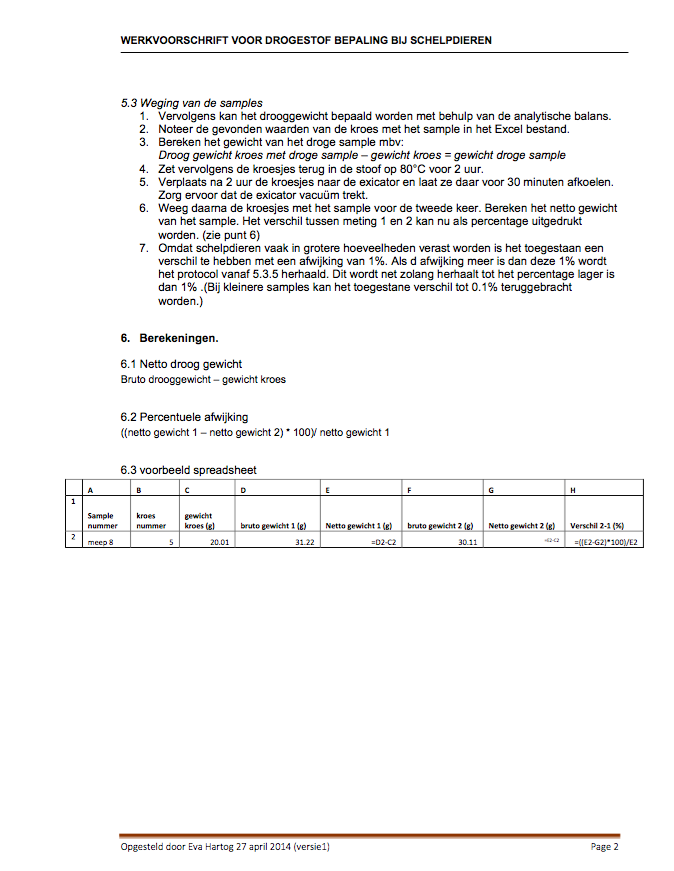 WERKVOORSCHRIFT VOOR DROGESTOF BEPALING BIJ SCHELPDIEREN
5.3 Weging van de samples
1. Vervolgens kan het drooggewicht bepaald worden met behulp van de analytische balans.
2. Noteer de gevonden waarden van de kroes met het sample in het Excel bestand.
3. Bereken het gewicht van het droge sample mbv:
Droog gewicht kroes met droge sample – gewicht kroes = gewicht droge sample
4. Zet vervolgens de kroesjes terug in de stoof op 80°C voor 2 uur.
5. Verplaats na 2 uur de kroesjes naar de exicator en laat ze daar voor 30 minuten afkoelen.
Zorg ervoor dat de exicator vacuüm trekt.
6. Weeg daarna de kroesjes met het sample voor de tweede keer. Bereken het netto gewicht
van het sample. Het verschil tussen meting 1 en 2 kan nu als percentage uitgedrukt
worden. (zie punt 6)
7. Omdat schelpdieren vaak in grotere hoeveelheden verast worden is het toegestaan een
verschil te hebben met een afwijking van 1%. Als d afwijking meer is dan deze 1% wordt
het protocol vanaf 5.3.5 herhaald. Dit wordt net zolang herhaalt tot het percentage lager is
dan 1% .(Bij kleinere samples kan het toegestane verschil tot 0.1% teruggebracht
worden.)
6. Berekeningen.
6.1 Netto droog gewicht
Bruto drooggewicht – gewicht kroes
6.2 Percentuele afwijking
((netto gewicht 1 – netto gewicht 2) * 100)/ netto gewicht 1
6.3 voorbeeld spreadsheet
A B C D E F G H
1
Sample nummer kroes nummer gewicht kroes (g) bruto gewicht 1 (g) Netto gewicht 1 (g) bruto gewicht 2 (g) Netto gewicht 2 (g) Verschil 2-1 (%)
2 meep 8 5 20.01 31.22 =D2-C2 30.11 =E2-C2 =((E2-G2)*100)/E2
Opgesteld door Eva Hartog 27 april 2014 (versie1) Page 2